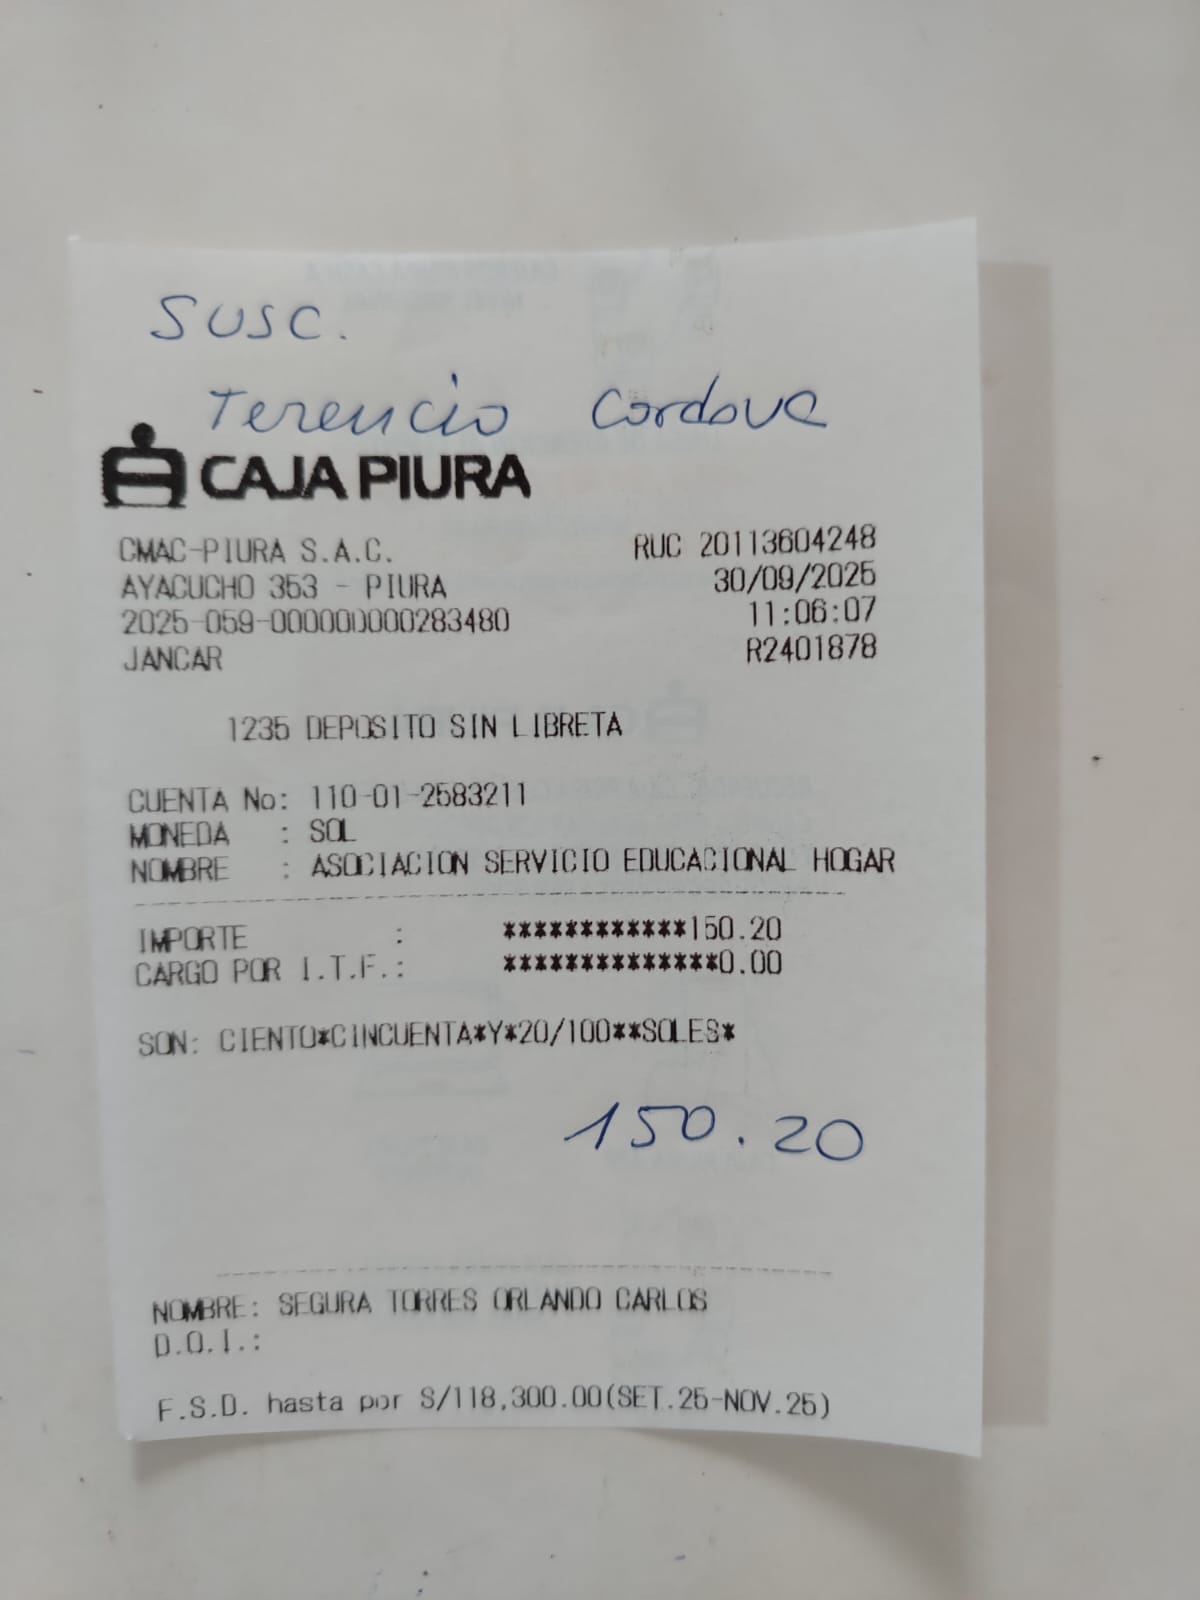 SUSC.
Terencio Cordova
CAJA PIURA
CMAC-PIURA S.A.C. RUC 20113604248
AYACUCHO 353 - PIURA 30/09/2025
2025-059-000000000283480 11:06:07
JANCAR R2401878
1235 DEPOSITO SIN LIBRETA
CUENTA No: 110-01-2583211
MONEDA : SOL
NOMBRE : ASOCIACION SERVICIO EDUCACIONAL HOGAR
IMPORTE : ************150.20
CARGO POR I.T.F.: **************0.00
SON: CIENTO*CINCUENTA*Y*20/100**SOLES*
150.20
NOMBRE: SEGURA TORRES ORLANDO CARLOS
D.O.I.:
F.S.D. hasta por S/118,300.00(SET.25-NOV.25)